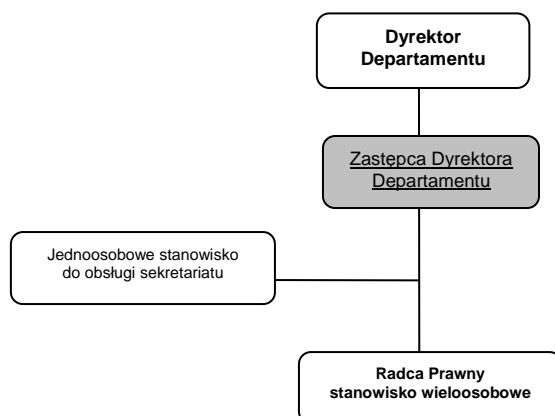 Dyrektor
Departamentu
Zastępca Dyrektora
Departamentu
Jednoosobowe stanowisko
do obsługi sekretariatu
Radca Prawny
stanowisko wieloosobowe